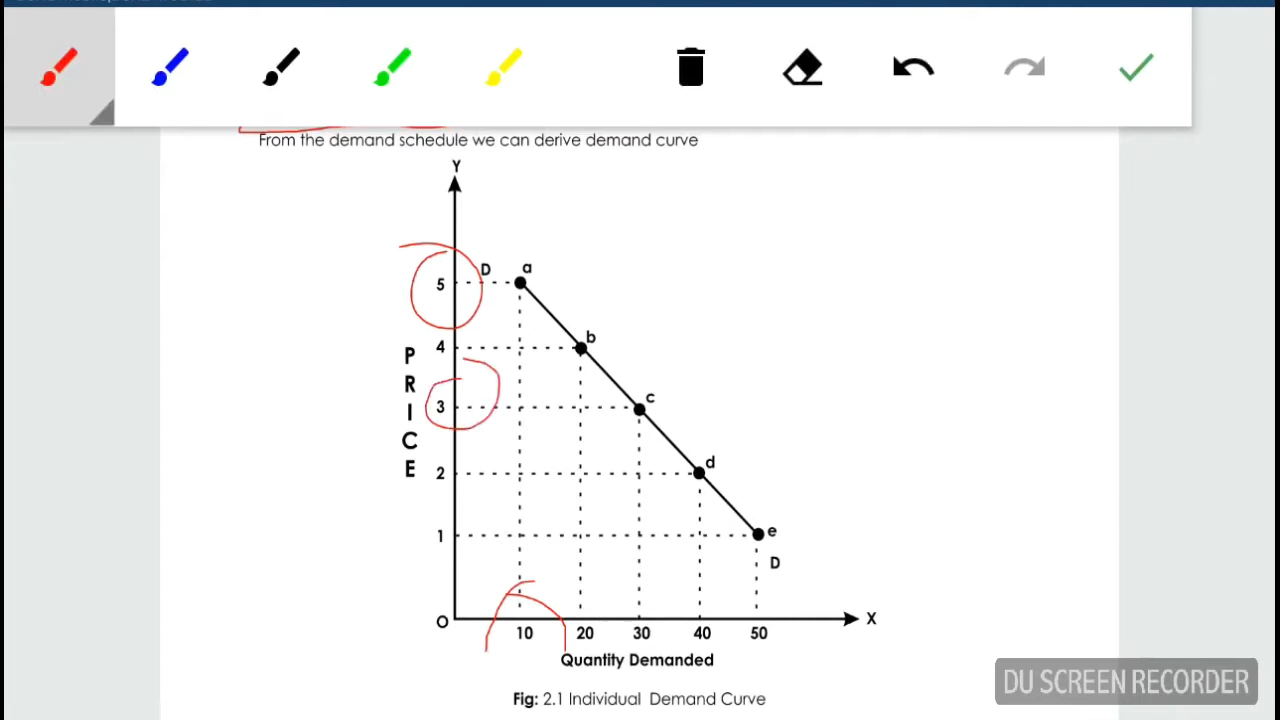 From the demand schedule we can derive demand curve
Y
D a
5
b
4
P
R
I
C
E
c
3
d
2
e
1
D
O
X
10 20 30 40 50
Quantity Demanded
Fig: 2.1 Individual Demand Curve
DU SCREEN RECORDER